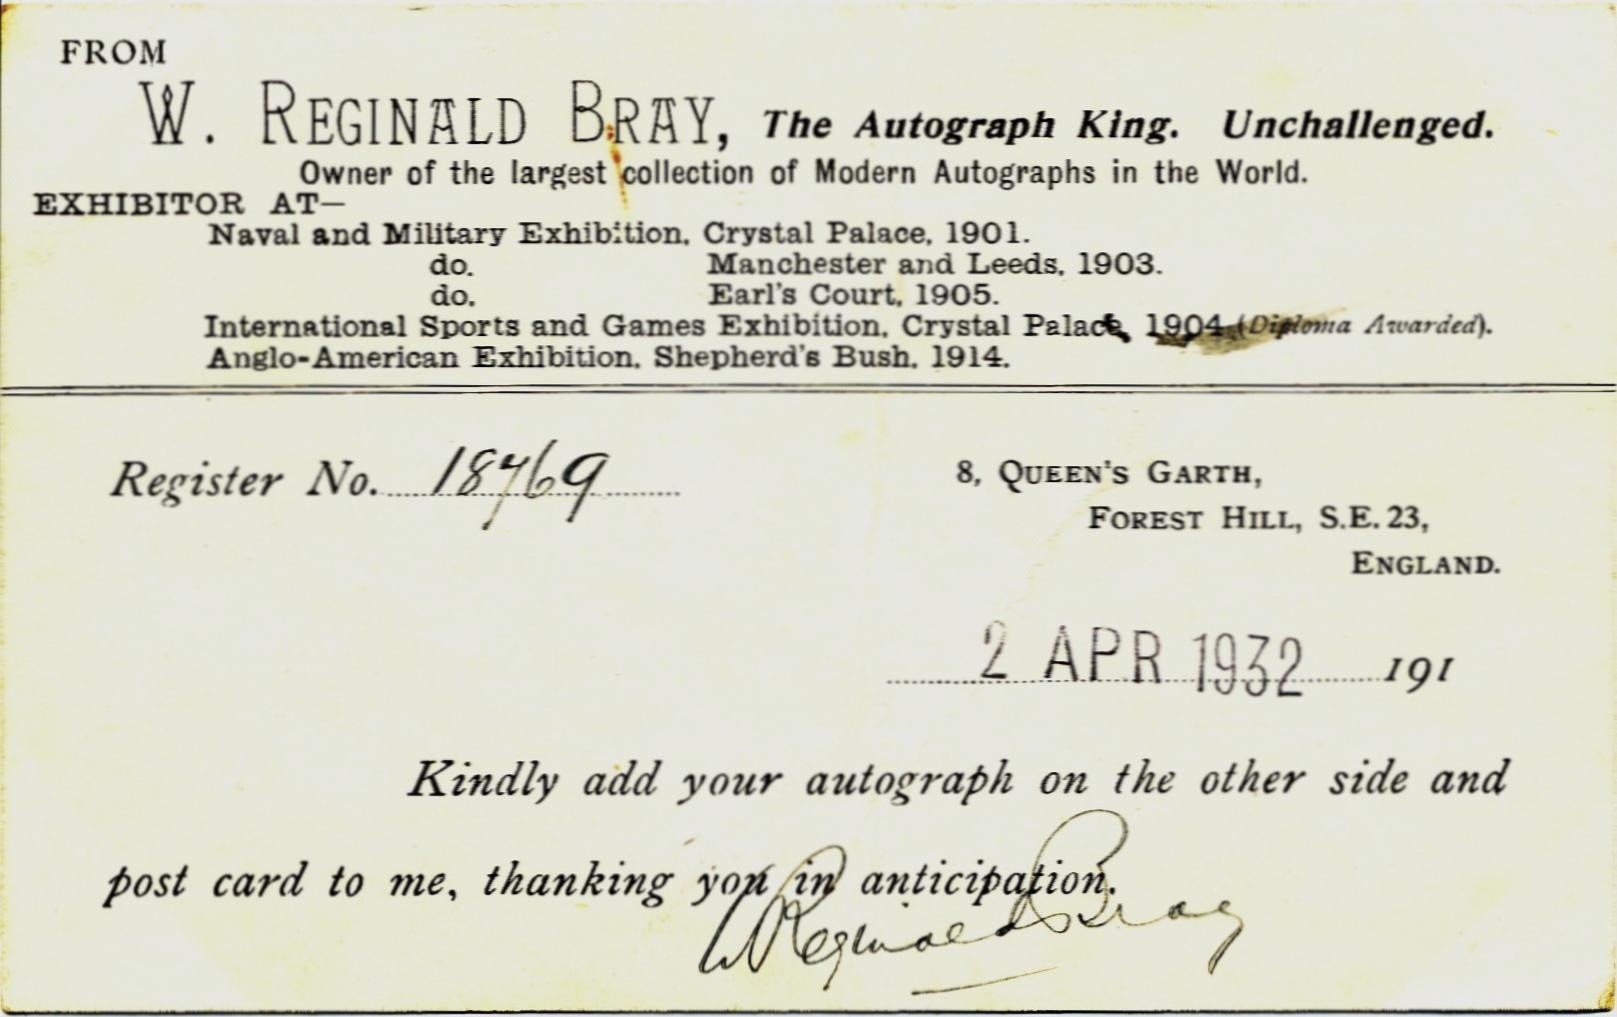 FROM
W. REGINALD BRAY, The Autograph King. Unchallenged.
Owner of the largest collection of Modern Autographs in the World.
EXHIBITOR AT—
Naval and Military Exhibition, Crystal Palace, 1901.
do. Manchester and Leeds, 1903.
do. Earl's Court, 1905.
International Sports and Games Exhibition, Crystal Palace, 1904 (Diploma Awarded).
Anglo-American Exhibition, Shepherd's Bush, 1914.
Register No. 18769
8, QUEEN'S GARTH,
FOREST HILL, S.E. 23,
ENGLAND.
2 APR 1932 191
Kindly add your autograph on the other side and
post card to me, thanking you in anticipation.
W Reginald Bray